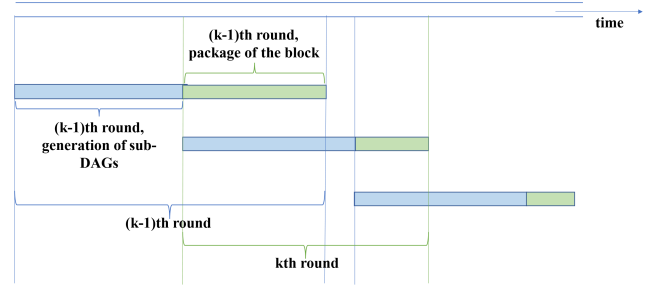 time
(k-1)th round,
package of the block
(k-1)th round,
generation of sub-
DAGs
(k-1)th round
kth round